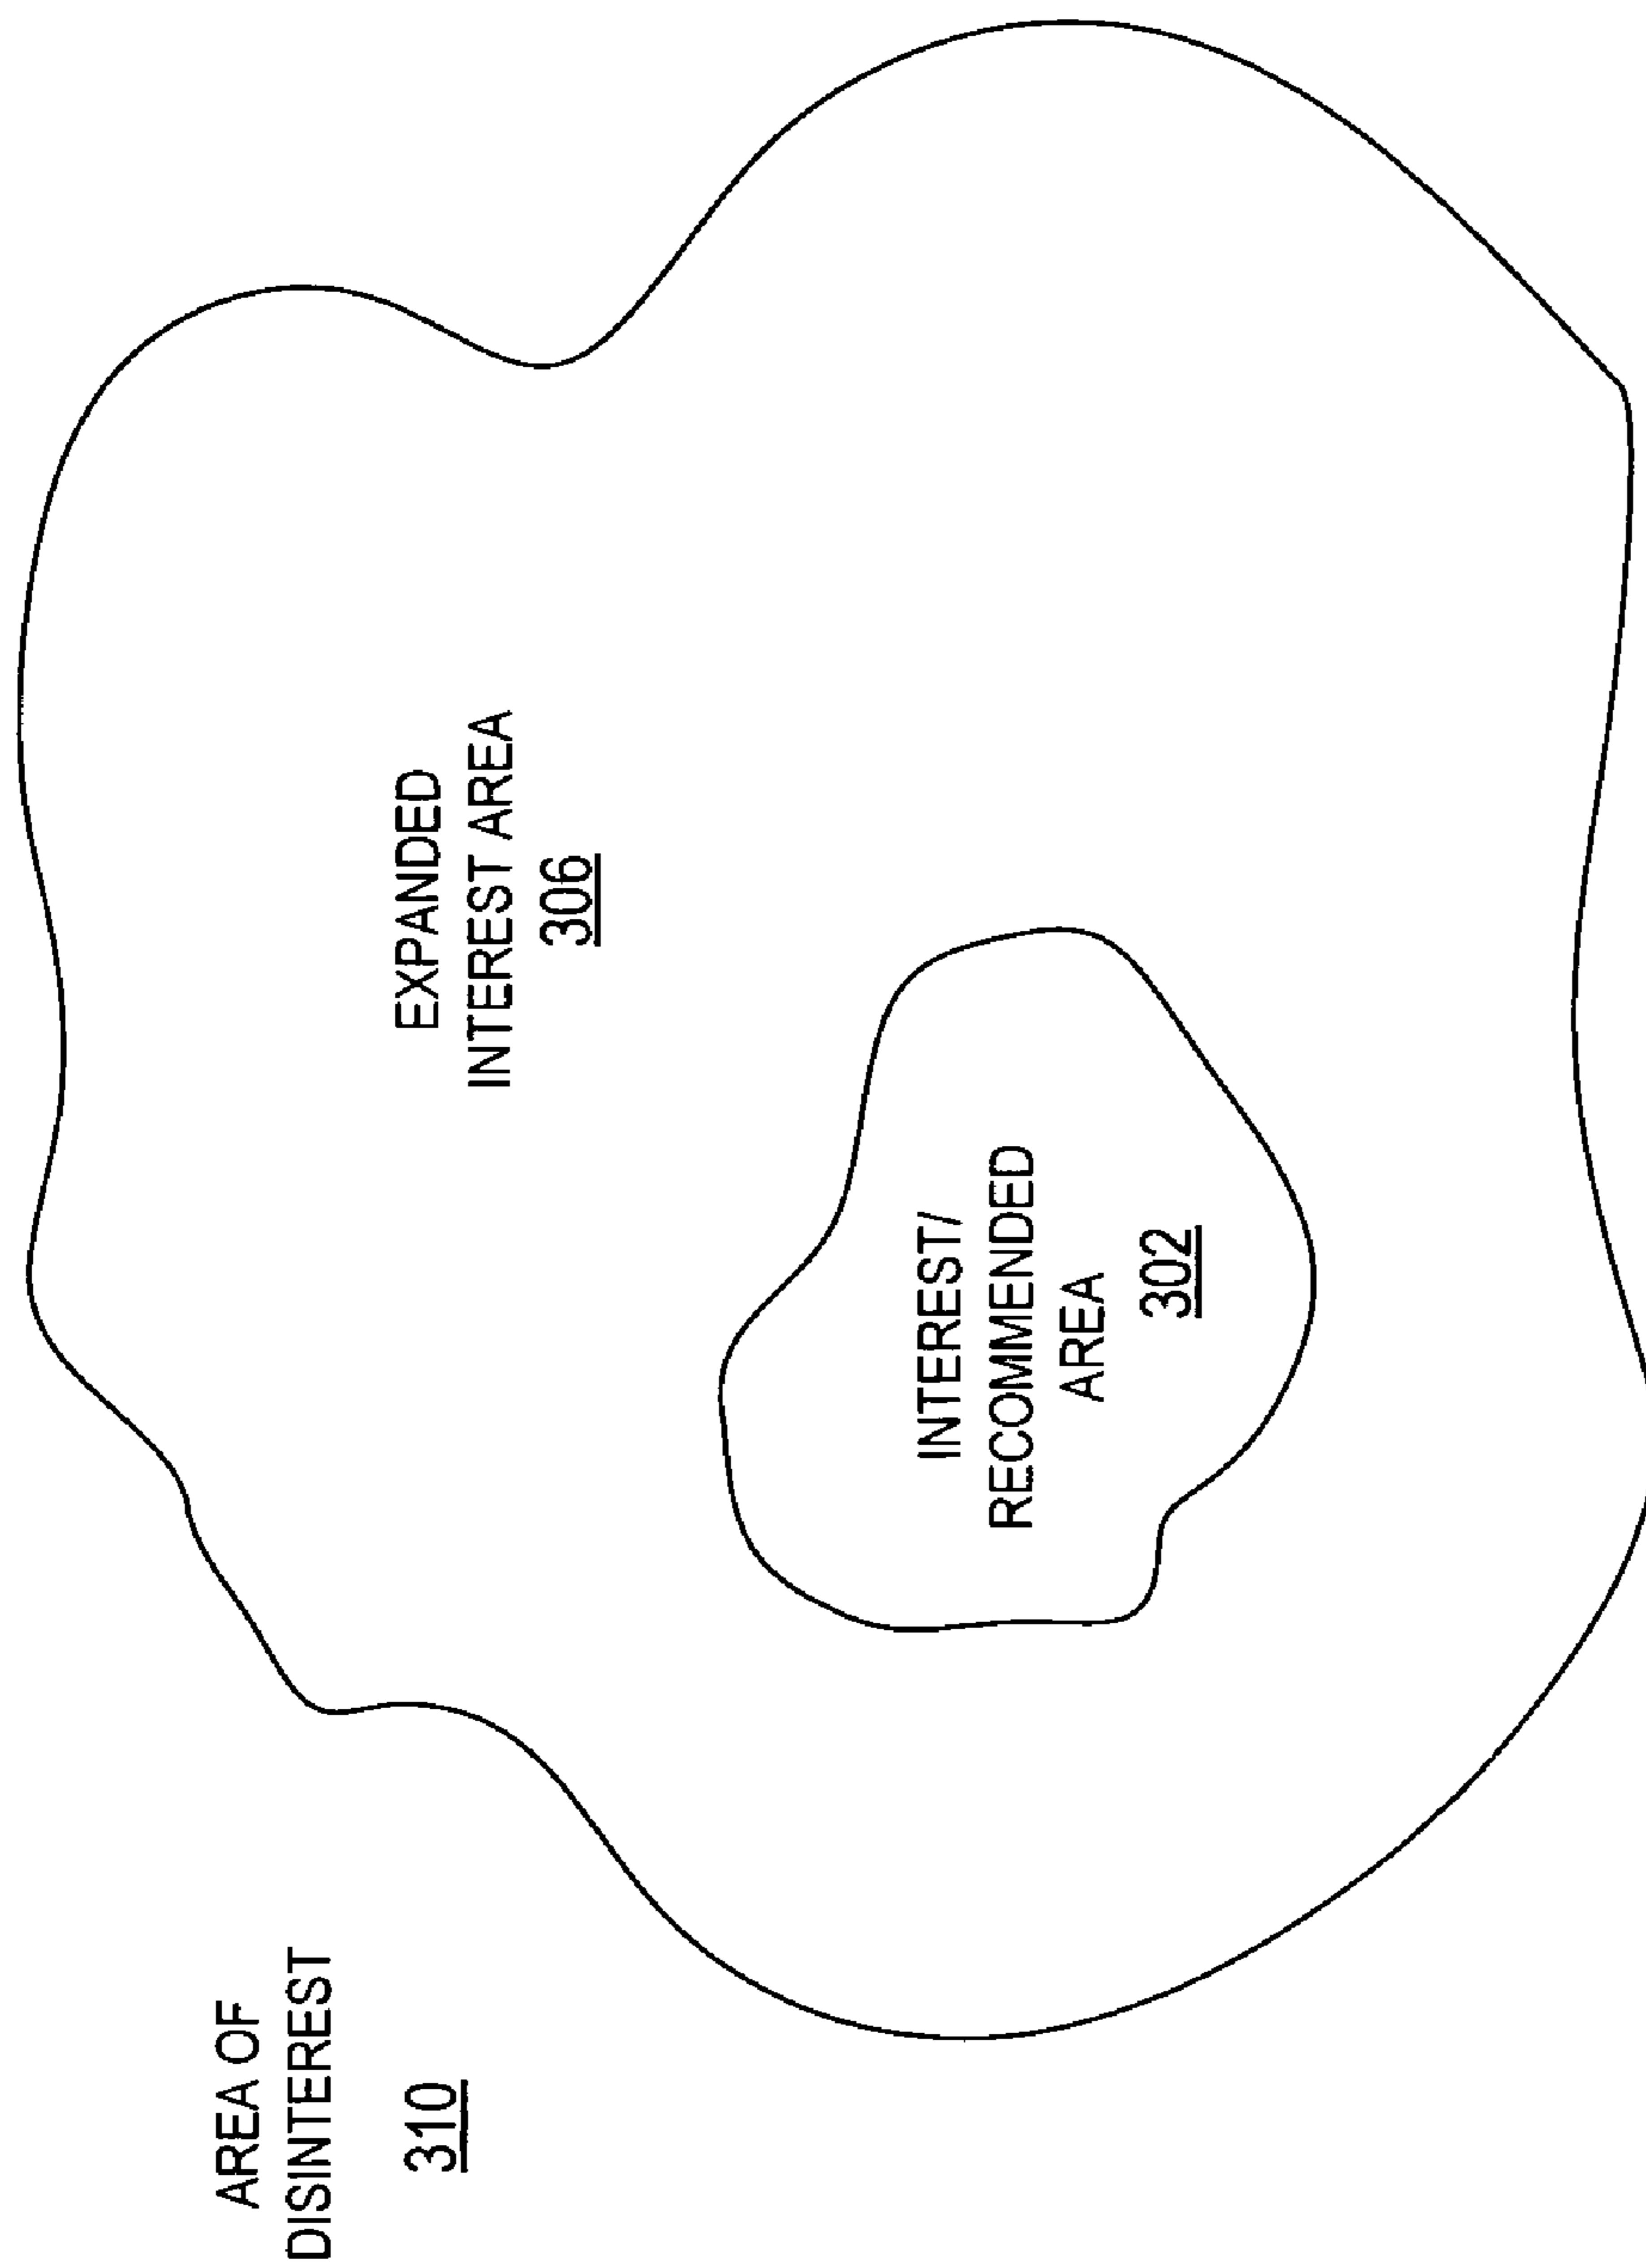 AREA OF
DISINTEREST
310
EXPANDED
INTEREST AREA
306
INTEREST/
RECOMMENDED
AREA
302